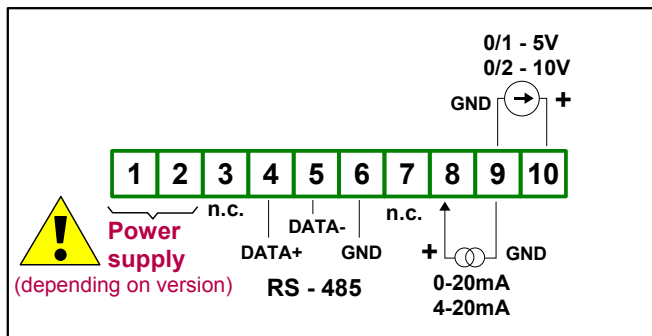 0/1 - 5V
0/2 - 10V
GND +
1 2 3 4 5 6 7 8 9 10
n.c. n.c.
DATA-
Power
supply
(depending on version)
DATA+ GND
RS - 485
+ GND
0-20mA
4-20mA
!